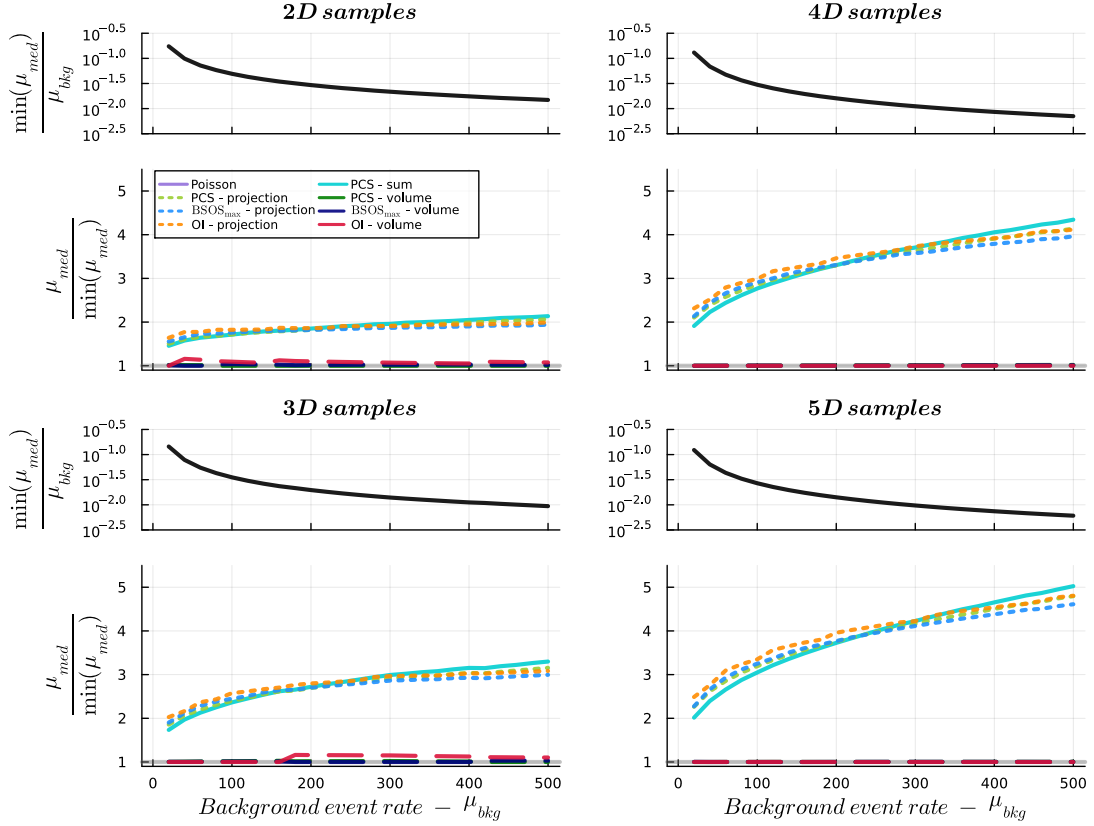 2D samples
min(μ_med) / μ_bkg
10^-0.5
10^-1.0
10^-1.5
10^-2.0
10^-2.5
μ_med / min(μ_med)
5
4
3
2
1
Poisson
PCS - projection
BSOS_max - projection
OI - projection
PCS - sum
PCS - volume
BSOS_max - volume
OI - volume
4D samples
10^-0.5
10^-1.0
10^-1.5
10^-2.0
10^-2.5
5
4
3
2
1
3D samples
min(μ_med) / μ_bkg
10^-0.5
10^-1.0
10^-1.5
10^-2.0
10^-2.5
μ_med / min(μ_med)
5
4
3
2
1
0 100 200 300 400 500
Background event rate − μ_bkg
5D samples
10^-0.5
10^-1.0
10^-1.5
10^-2.0
10^-2.5
5
4
3
2
1
0 100 200 300 400 500
Background event rate − μ_bkg